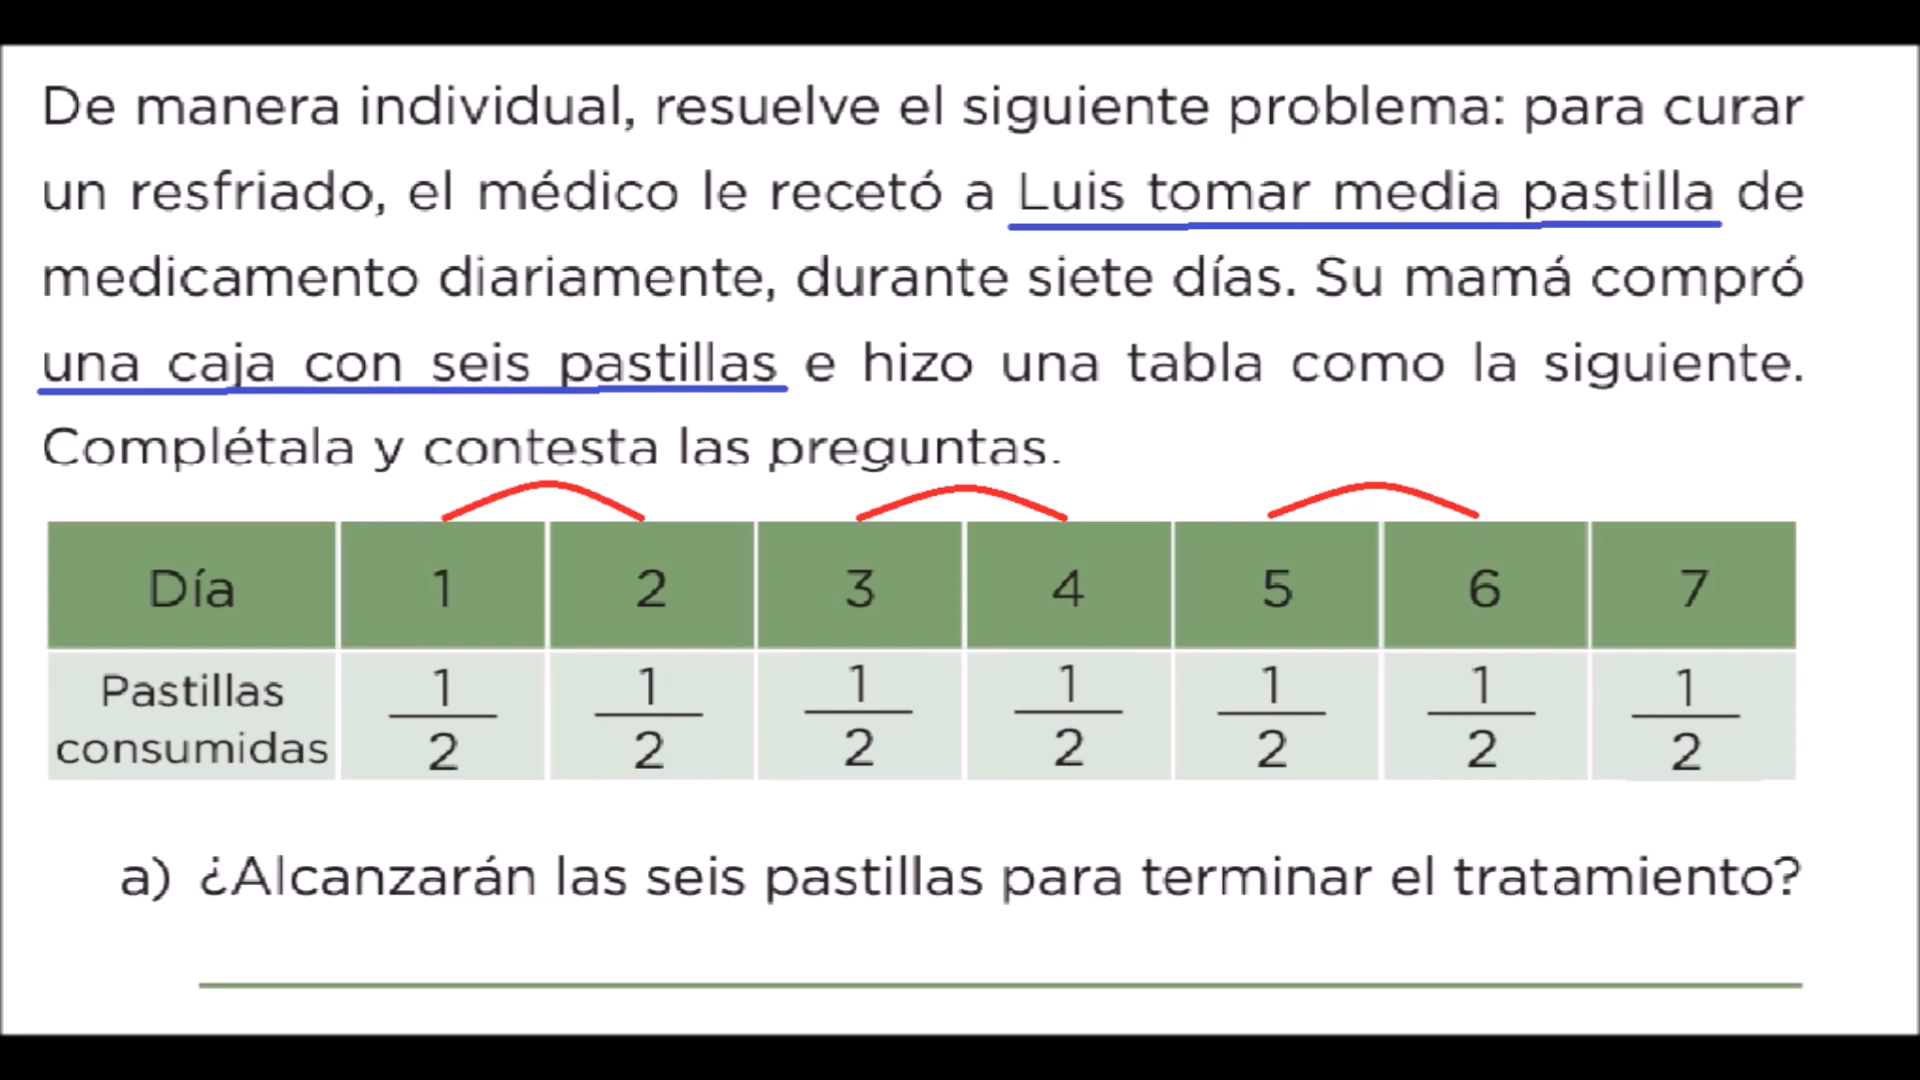 De manera individual, resuelve el siguiente problema: para curar
un resfriado, el médico le recetó a Luis tomar media pastilla de
medicamento diariamente, durante siete días. Su mamá compró
una caja con seis pastillas e hizo una tabla como la siguiente.
Complétala y contesta las preguntas.
Día 1 2 3 4 5 6 7
Pastillas consumidas 1/2 1/2 1/2 1/2 1/2 1/2 1/2
a) ¿Alcanzarán las seis pastillas para terminar el tratamiento?